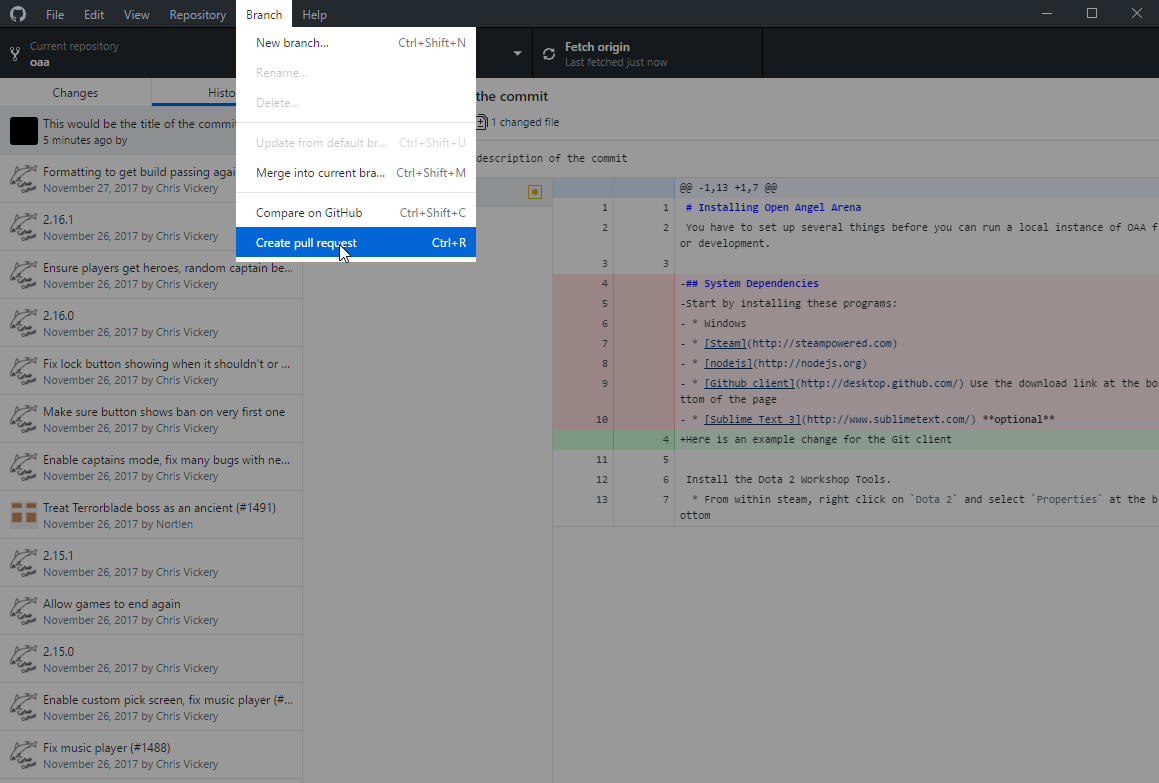 File Edit View Repository Branch Help
Current repository
oaa
Fetch origin
Last fetched just now
New branch... Ctrl+Shift+N
Rename...
Delete...
Update from default br... Ctrl+Shift+U
Merge into current bra... Ctrl+Shift+M
Compare on GitHub Ctrl+Shift+C
Create pull request Ctrl+R
Changes Histo
This would be the title of the commit
5 minutes ago by
Formatting to get build passing agai
November 27, 2017 by Chris Vickery
2.16.1
November 26, 2017 by Chris Vickery
Ensure players get heroes, random captain be...
November 26, 2017 by Chris Vickery
2.16.0
November 26, 2017 by Chris Vickery
Fix lock button showing when it shouldn't or ...
November 26, 2017 by Chris Vickery
Make sure button shows ban on very first one
November 26, 2017 by Chris Vickery
Enable captains mode, fix many bugs with ne...
November 26, 2017 by Chris Vickery
Treat Terrorblade boss as an ancient (#1491)
November 26, 2017 by Nortlen
2.15.1
November 26, 2017 by Chris Vickery
Allow games to end again
November 26, 2017 by Chris Vickery
2.15.0
November 26, 2017 by Chris Vickery
Enable custom pick screen, fix music player (#...
November 26, 2017 by Chris Vickery
Fix music player (#1488)
November 26, 2017 by Chris Vickery
the commit
1 changed file
description of the commit
@@ -1,13 +1,7 @@
1 1 # Installing Open Angel Arena
2 2 You have to set up several things before you can run a local instance of OAA f
or development.
3 3
4 -## System Dependencies
5 -Start by installing these programs:
6 - * Windows
7 - * [Steam](http://steampowered.com)
8 - * [nodejs](http://nodejs.org)
9 - * [Github client](http://desktop.github.com/) Use the download link at the bo
ttom of the page
10 - * [Sublime Text 3](http://www.sublimetext.com/) **optional**
4 +Here is an example change for the Git client
11 5
12 6 Install the Dota 2 Workshop Tools.
13 7 * From within steam, right click on `Dota 2` and select `Properties` at the b
ottom